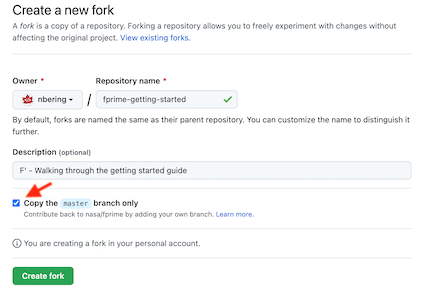 Create a new fork
A fork is a copy of a repository. Forking a repository allows you to freely experiment with changes without
affecting the original project. View existing forks.
Owner * Repository name *
nbering / fprime-getting-started
By default, forks are named the same as their parent repository. You can customize the name to distinguish it
further.
Description (optional)
F' - Walking through the getting started guide
Copy the master branch only
Contribute back to nasa/fprime by adding your own branch. Learn more.
You are creating a fork in your personal account.
Create fork